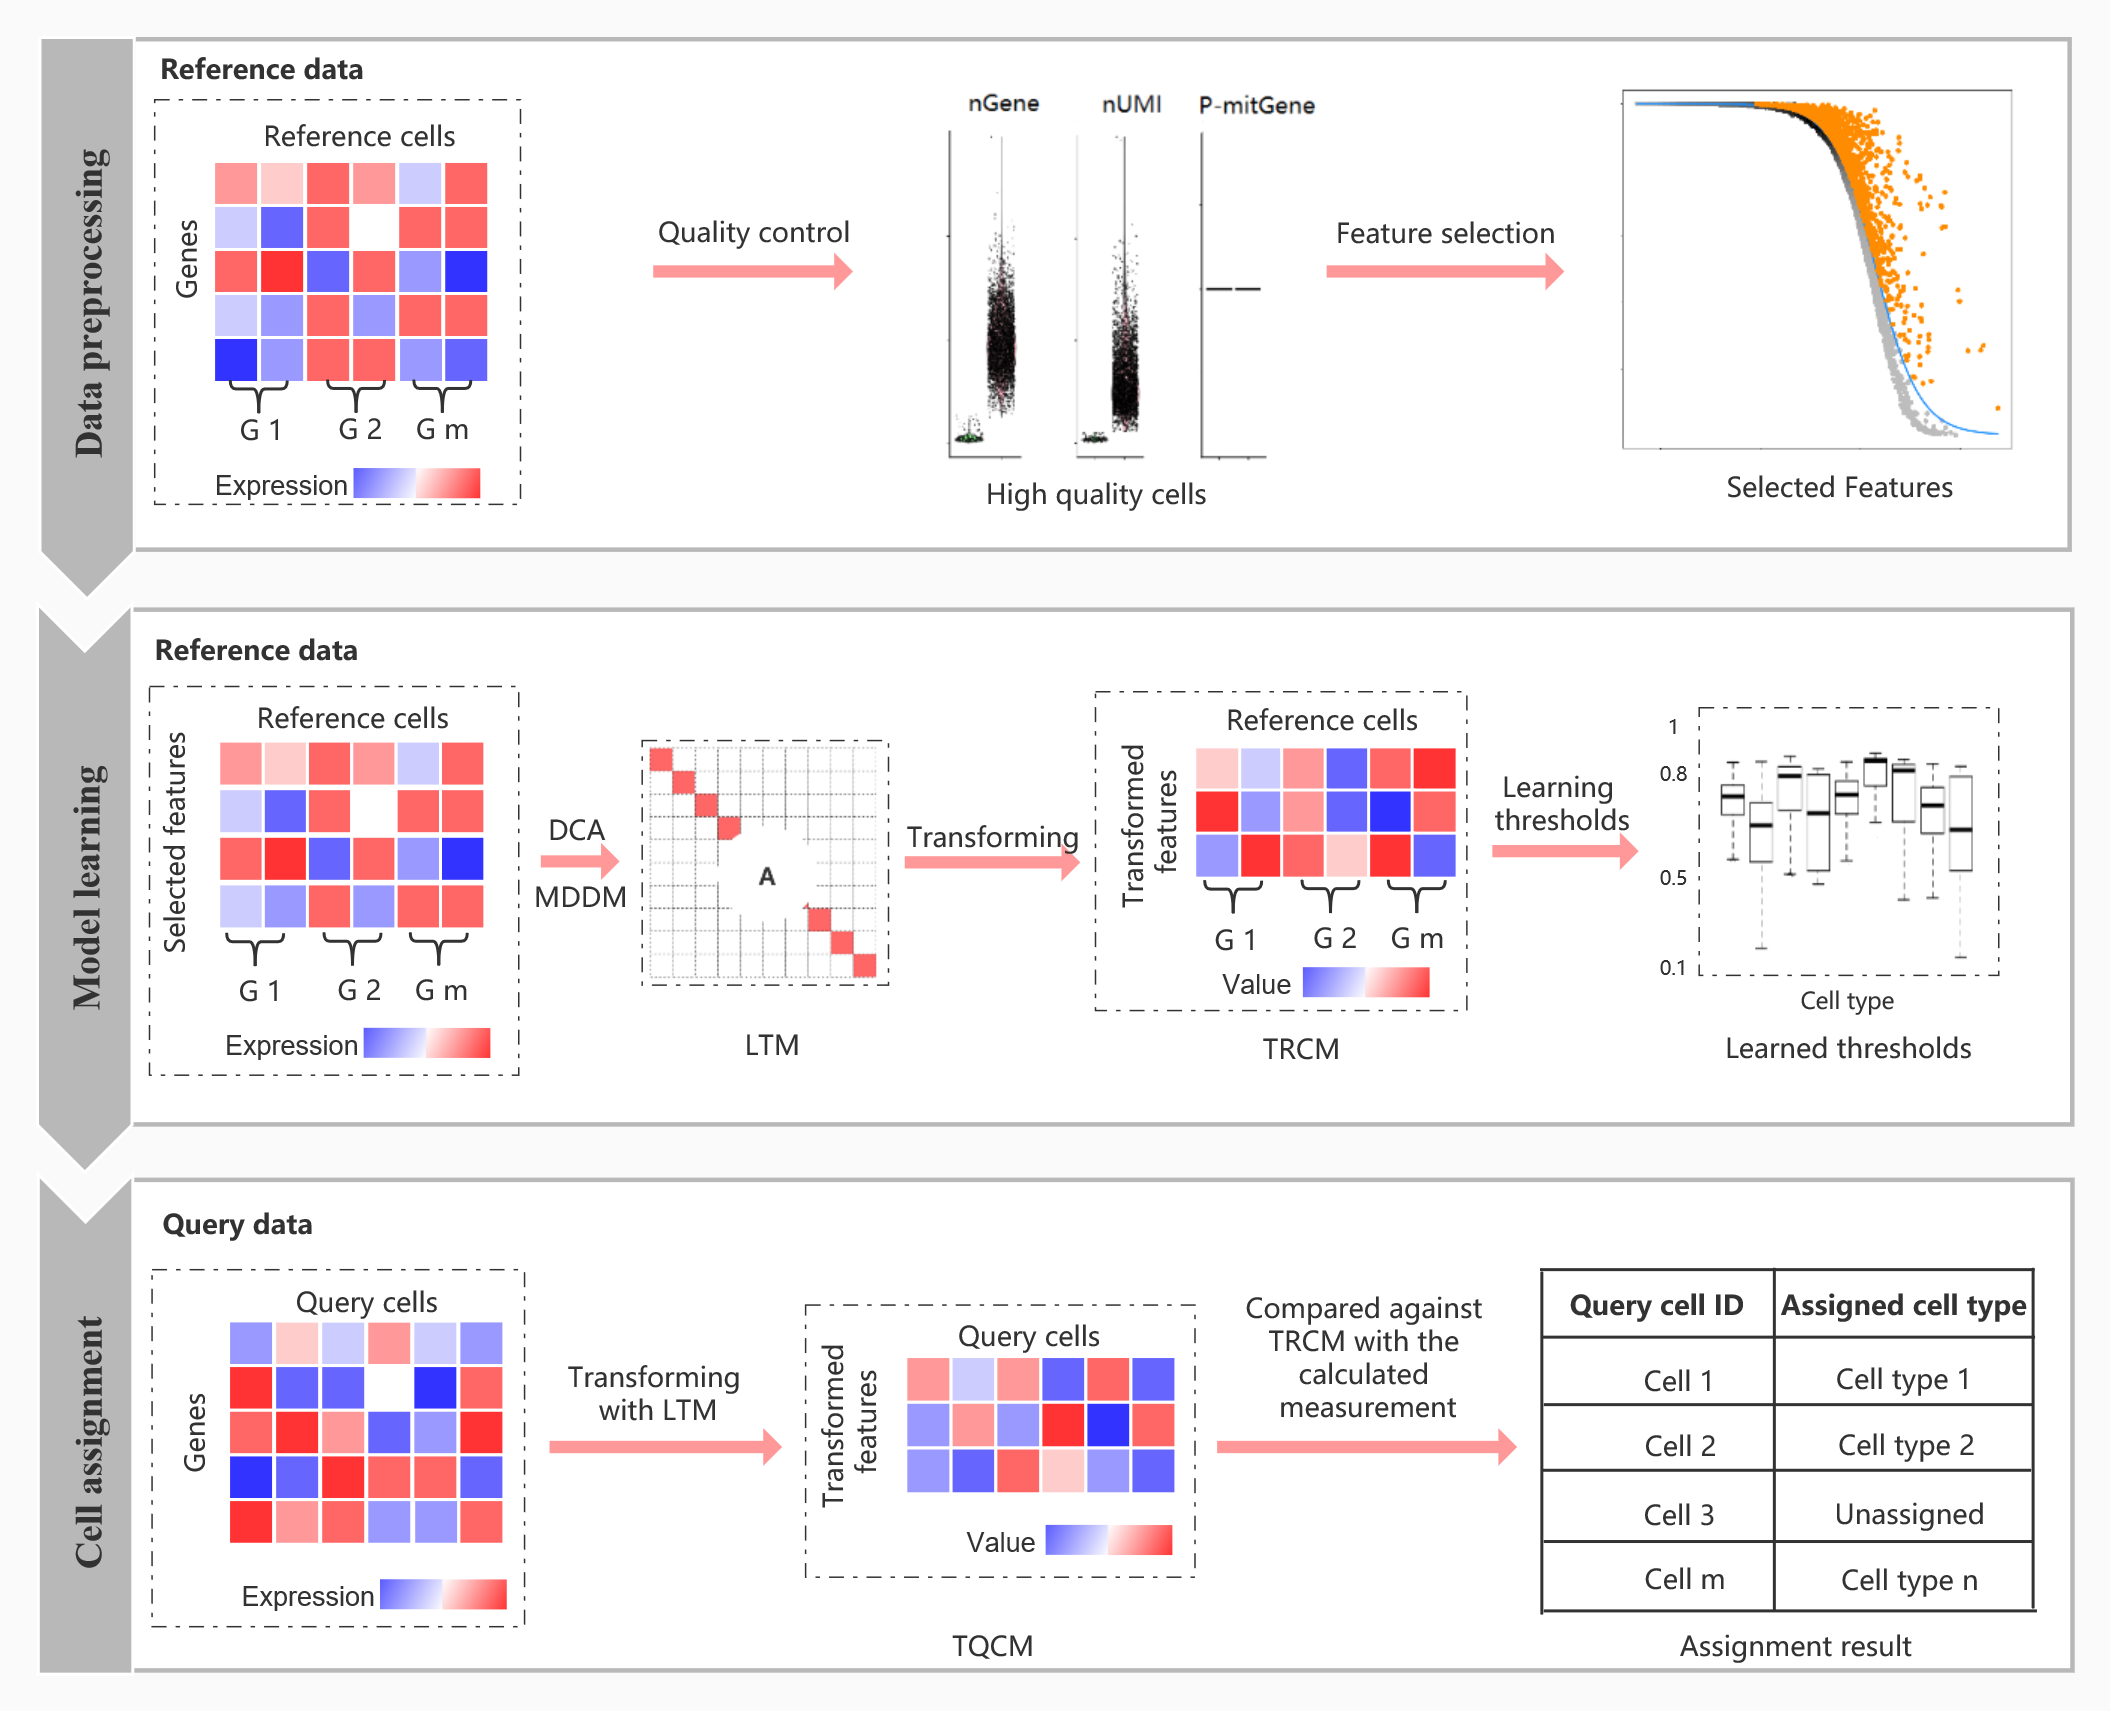 Data preprocessing
Reference data
Reference cells
Genes
G 1
G 2
G m
Expression
Quality control
nGene
nUMI
P-mitGene
High quality cells
Feature selection
Selected Features
Model learning
Reference data
Reference cells
Selected features
G 1
G 2
G m
Expression
DCA
MDDM
A
LTM
Transforming
Reference cells
Transformed
features
G 1
G 2
G m
Value
TRCM
Learning
thresholds
1
0.8
0.5
0.1
Cell type
Learned thresholds
Cell assignment
Query data
Query cells
Genes
Expression
Transforming
with LTM
Query cells
Transformed
features
Value
TQCM
Compared against
TRCM with the
calculated
measurement
Query cell ID Assigned cell type
Cell 1 Cell type 1
Cell 2 Cell type 2
Cell 3 Unassigned
Cell m Cell type n
Assignment result